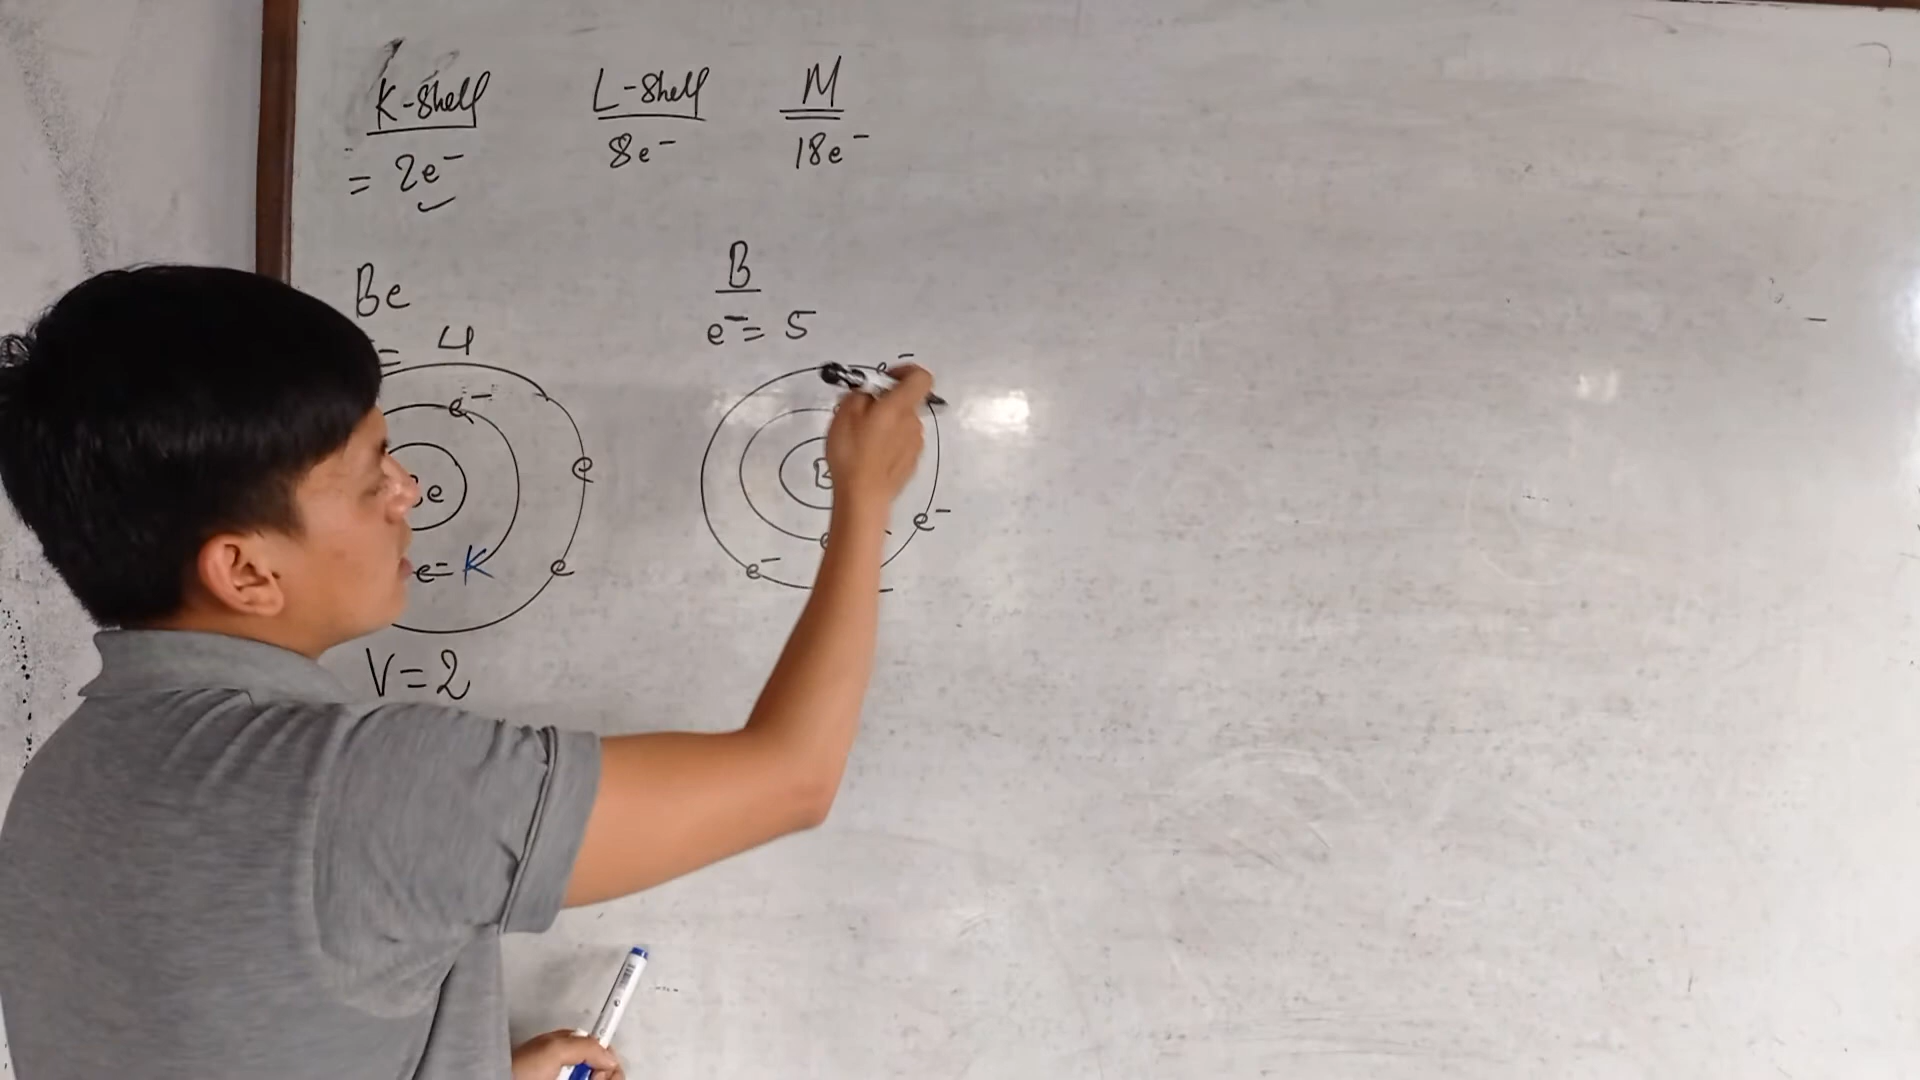 K-Shell L-Shell M
= 2e⁻ 8e⁻ 18e⁻
Be B
= 4 e⁻= 5
e⁻ e⁻
e
e B
e⁻
e⁻ K e e⁻
V=2